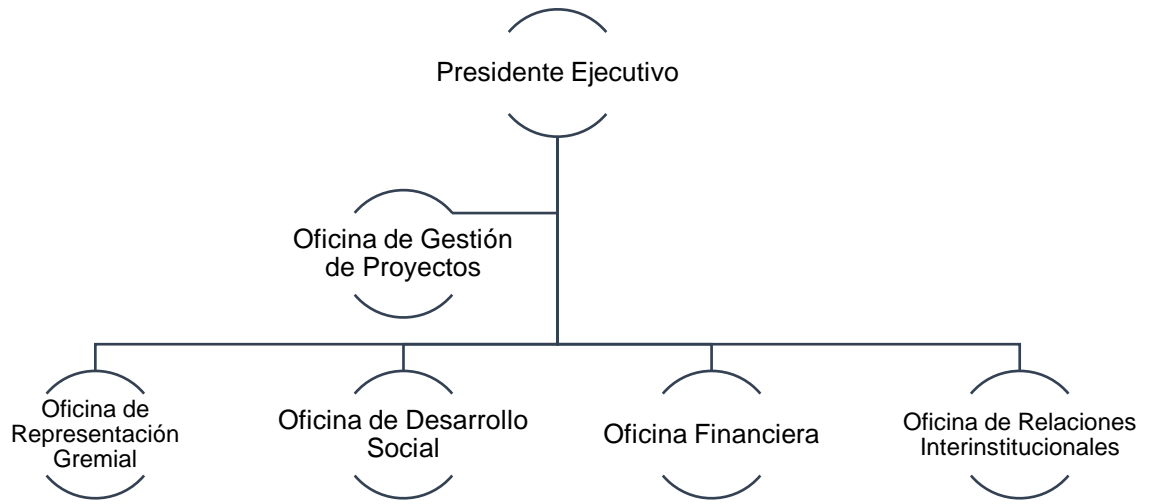 Presidente Ejecutivo
Oficina de Gestión
de Proyectos
Oficina de
Representación
Gremial
Oficina de Desarrollo
Social
Oficina Financiera
Oficina de Relaciones
Interinstitucionales